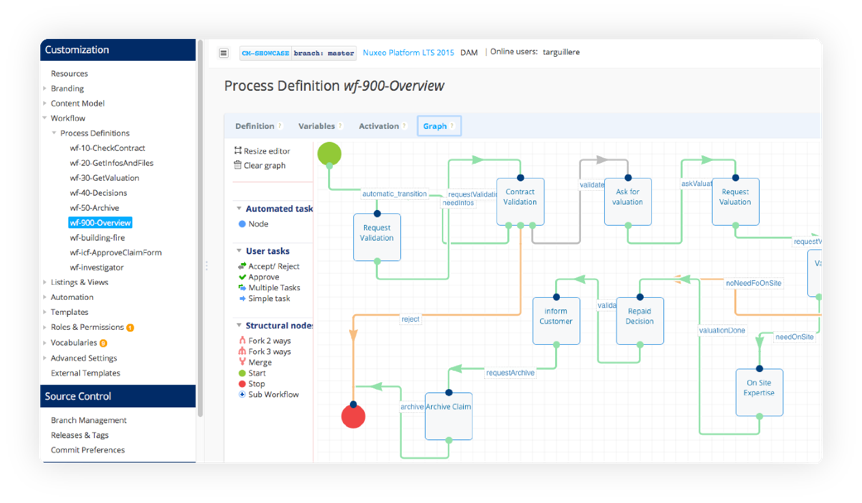 Customization
Resources
Branding
Content Model
Workflow
Process Definitions
wf-10-CheckContract
wf-20-GetInfosAndFiles
wf-30-GetValuation
wf-40-Decisions
wf-50-Archive
wf-900-Overview
wf-building-fire
wf-icf-ApproveClaimForm
wf-investigator
Listings & Views
Automation
Templates
Roles & Permissions 1
Vocabularies
Advanced Settings
External Templates
Source Control
Branch Management
Releases & Tags
Commit Preferences
CM-SHOWCASE branch: master Nuxeo Platform LTS 2015 DAM | Online users: targuillere
Process Definition wf-900-Overview
Definition ? Variables ? Activation ? Graph ?
Resize editor
Clear graph
Automated task
Node
User tasks
Accept/ Reject
Approve
Multiple Tasks
Simple task
Structural nodes
Fork 2 ways
Fork 3 ways
Merge
Start
Stop
Sub Workflow
automatic_transition
Request
Validation
requestValidatio
needInfos
Contract
Validation
validate
Ask for
valuation
askValuat
Request
Valuation
requestV
reject
Inform
Customer
valida
Repaid
Decision
noNeedFoOnSite
valuationDone
needOnSite
On Site
Expertise
requestArchive
archive
Archive Claim